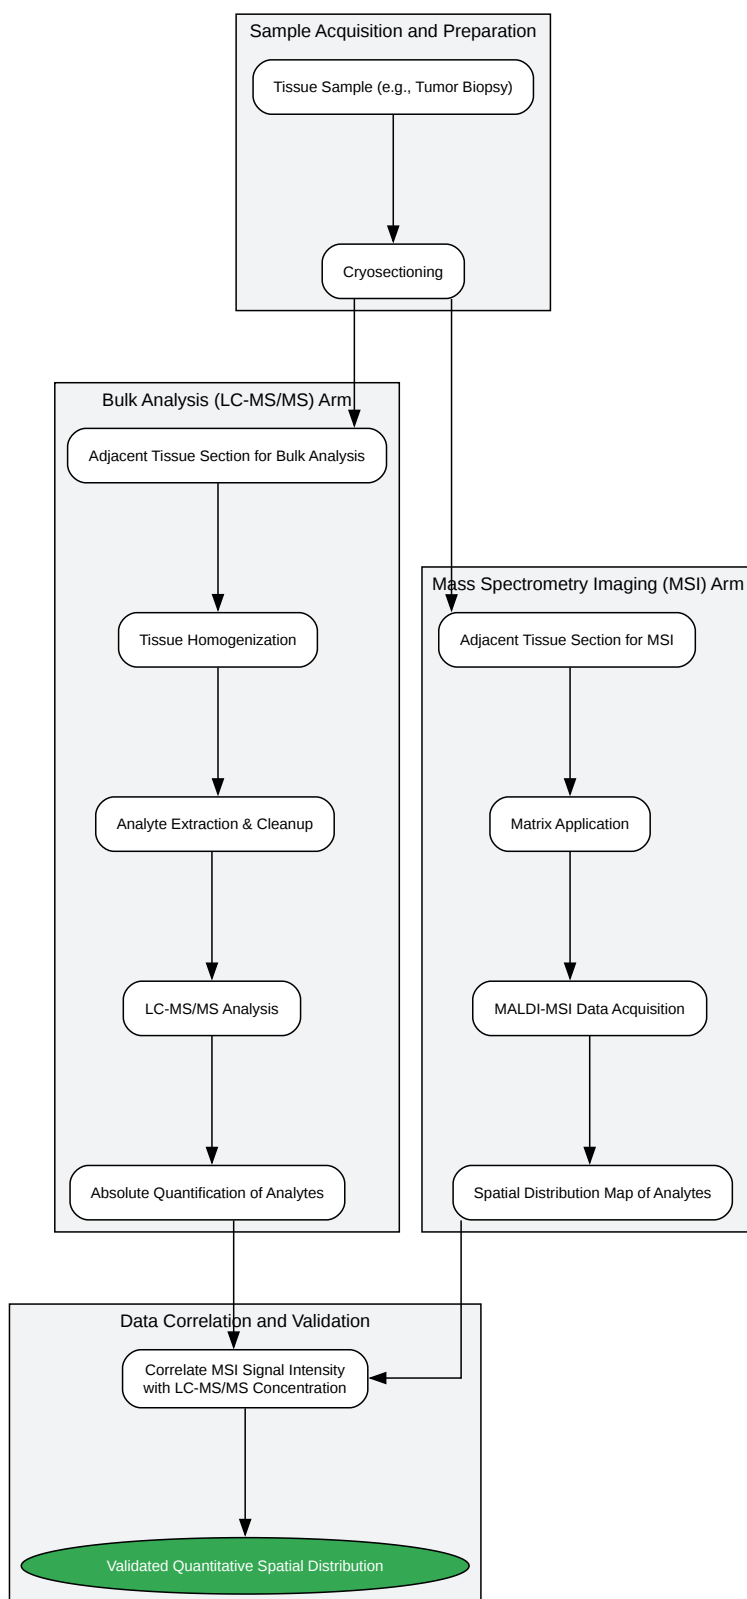 Sample Acquisition and Preparation
Tissue Sample (e.g., Tumor Biopsy)
Cryosectioning
Bulk Analysis (LC-MS/MS) Arm
Adjacent Tissue Section for Bulk Analysis
Tissue Homogenization
Analyte Extraction & Cleanup
LC-MS/MS Analysis
Absolute Quantification of Analytes
Mass Spectrometry Imaging (MSI) Arm
Adjacent Tissue Section for MSI
Matrix Application
MALDI-MSI Data Acquisition
Spatial Distribution Map of Analytes
Data Correlation and Validation
Correlate MSI Signal Intensity
with LC-MS/MS Concentration
Validated Quantitative Spatial Distribution